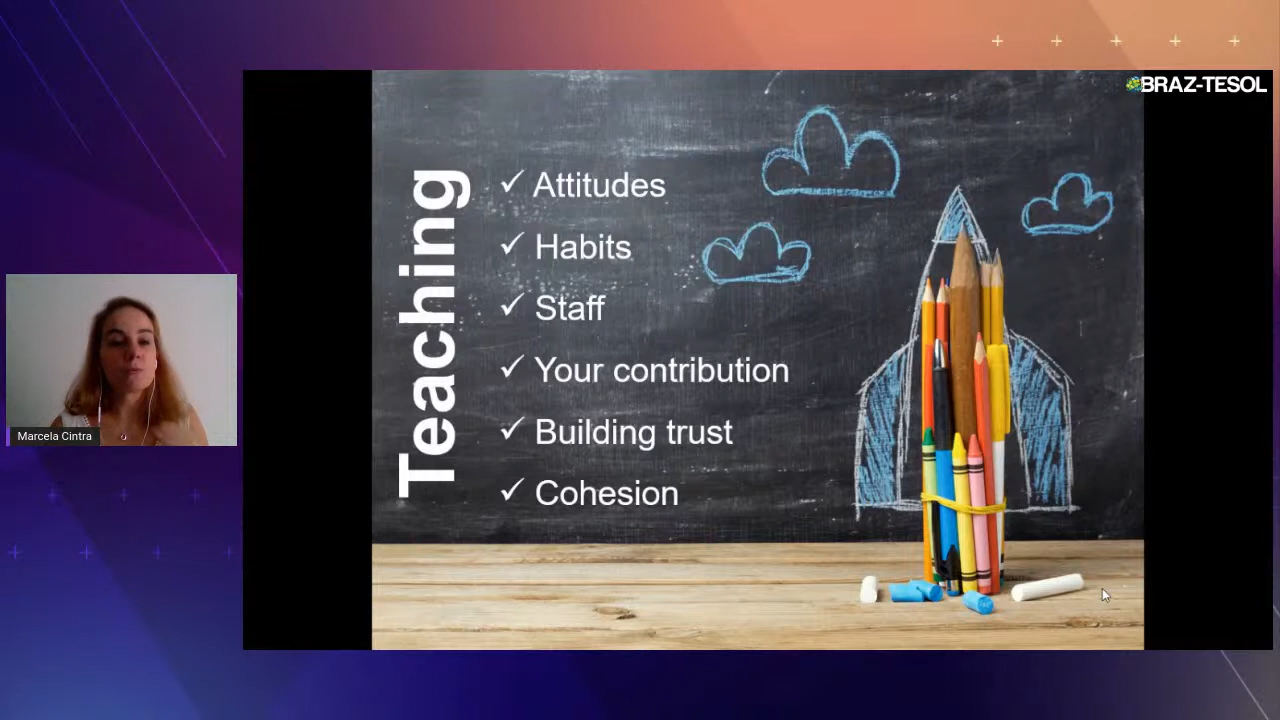 BRAZ-TESOL
Teaching
✓ Attitudes
✓ Habits
✓ Staff
✓ Your contribution
✓ Building trust
✓ Cohesion
Marcela Cintra